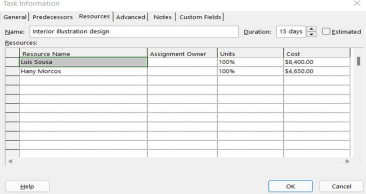 Task Information
General Predecessors Resources Advanced Notes Custom Fields
Name: Interior illustration design Duration: 15 days Estimated
Resources:
Resource Name Assignment Owner Units Cost
Luis Sousa 100% $8,400.00
Hany Morcos 100% $4,650.00
Help OK Cancel